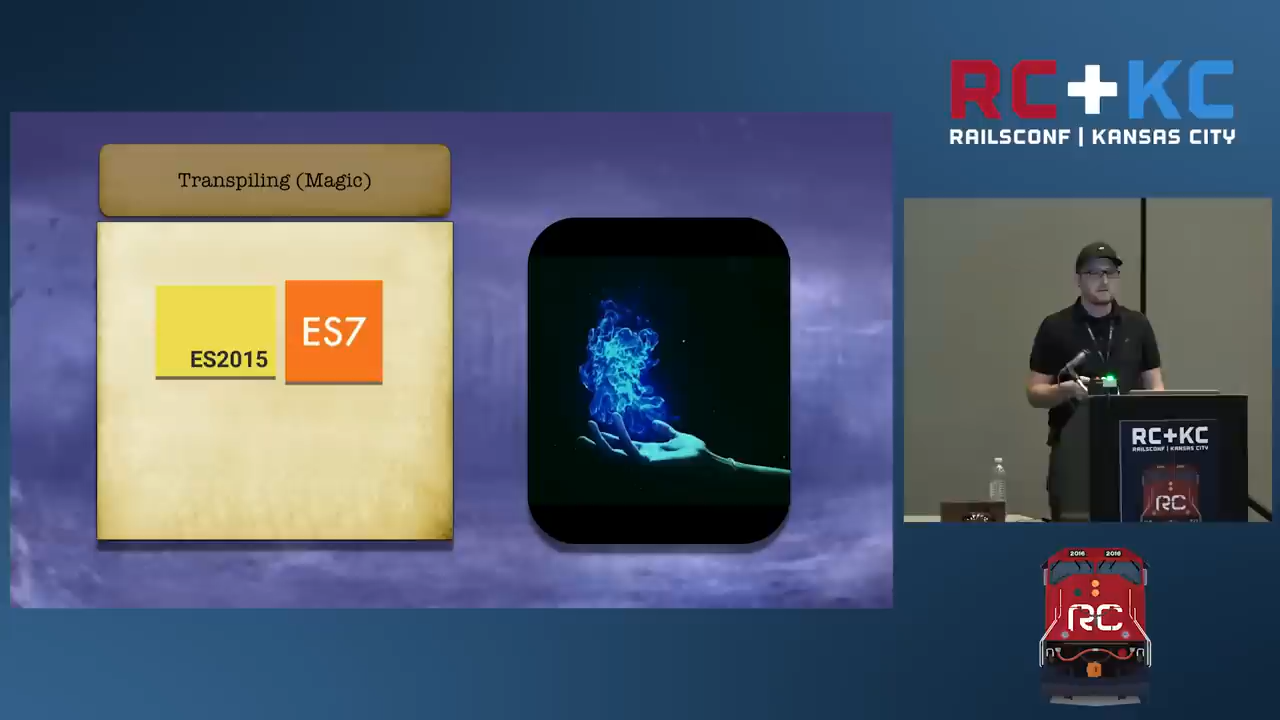 Transpiling (Magic)
ES2015
ES7
RC+KC
RAILSCONF | KANSAS CITY
RC+KC
RAILSCONF | KANSAS CITY
RC
2016
2016
RC